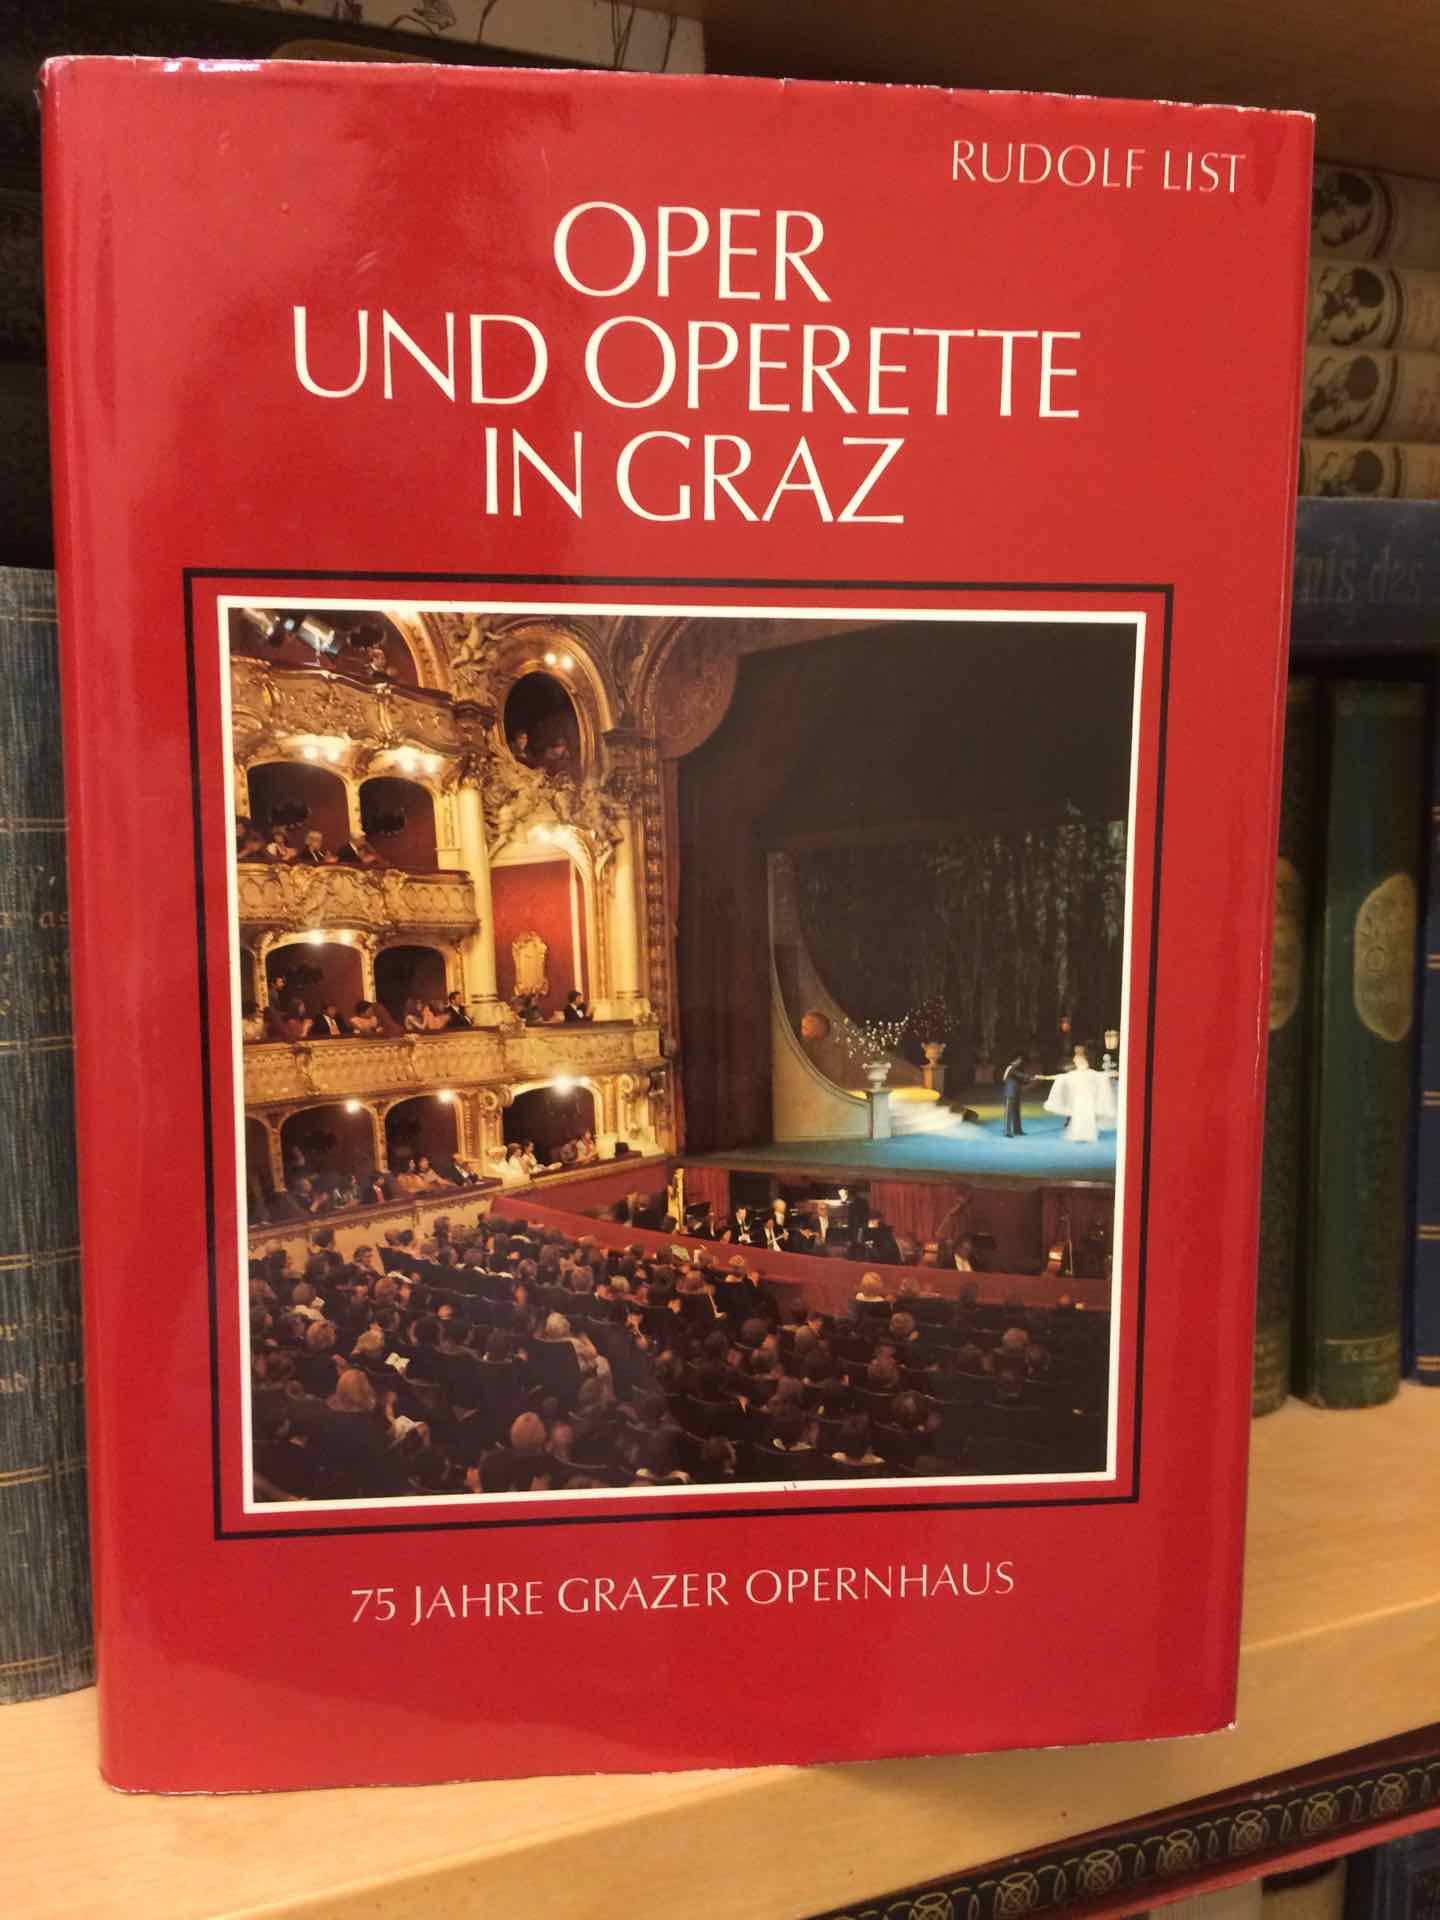 RUDOLF LIST
OPER
UND OPERETTE
IN GRAZ
75 JAHRE GRAZER OPERNHAUS